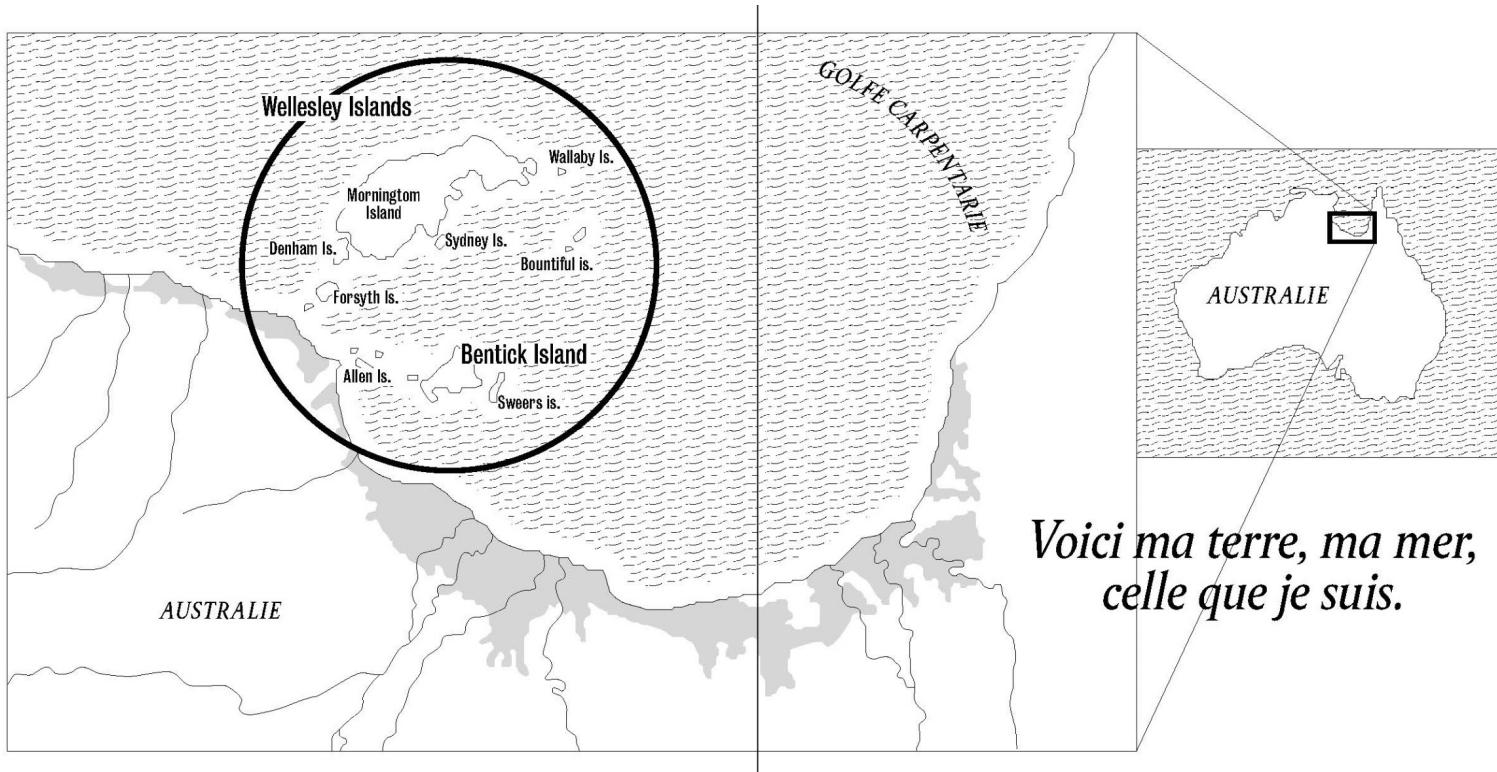 Wellesley Islands
Wallaby Is.
Morningtom
Island
Denham Is.
Sydney Is.
Bountiful is.
Forsyth Is.
Bentick Island
Allen Is.
Sweers is.
AUSTRALIE
GOLFE CARPENTARIE
AUSTRALIE
Voici ma terre, ma mer,
celle que je suis.